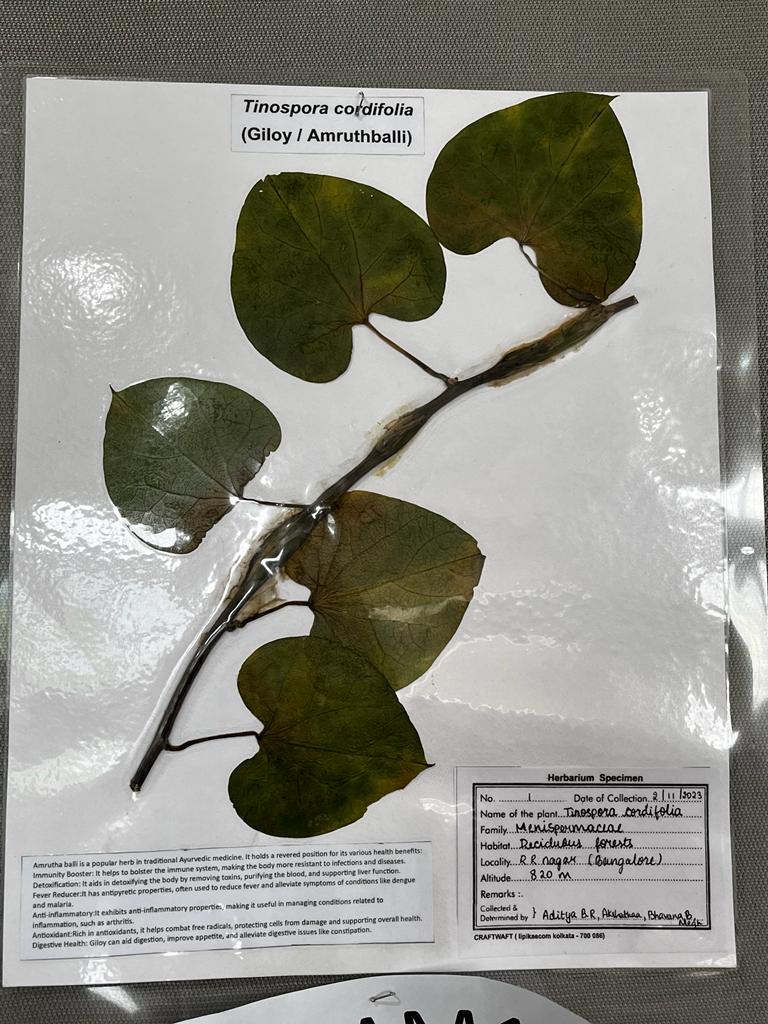 Tinospora cordifolia
(Giloy / Amruthballi)
Amrutha balli is a popular herb in traditional Ayurvedic medicine. It holds a revered position for its various health benefits:
Immunity Booster: It helps to bolster the immune system, making the body more resistant to infections and diseases.
Detoxification: It aids in detoxifying the body by removing toxins, purifying the blood, and supporting liver function.
Fever Reducer:It has antipyretic properties, often used to reduce fever and alleviate symptoms of conditions like dengue
and malaria.
Anti-inflammatory:It exhibits anti-inflammatory properties, making it useful in managing conditions related to
inflammation, such as arthritis.
Antioxidant:Rich in antioxidants, it helps combat free radicals, protecting cells from damage and supporting overall health.
Digestive Health: Giloy can aid digestion, improve appetite, and alleviate digestive issues like constipation.
Herbarium Specimen
No. 1 Date of Collection 2/11/2023
Name of the plant Tinospora cordifolia
Family Menispermaceae
Habitat Deciduous forests
Locality R.R nagar (Bangalore)
Altitude 820 m
Remarks :.
Collected &
Determined by } Aditya B.R, Bhavana B,
CRAFTWAFT ( lipikaecom kolkata - 700 086)